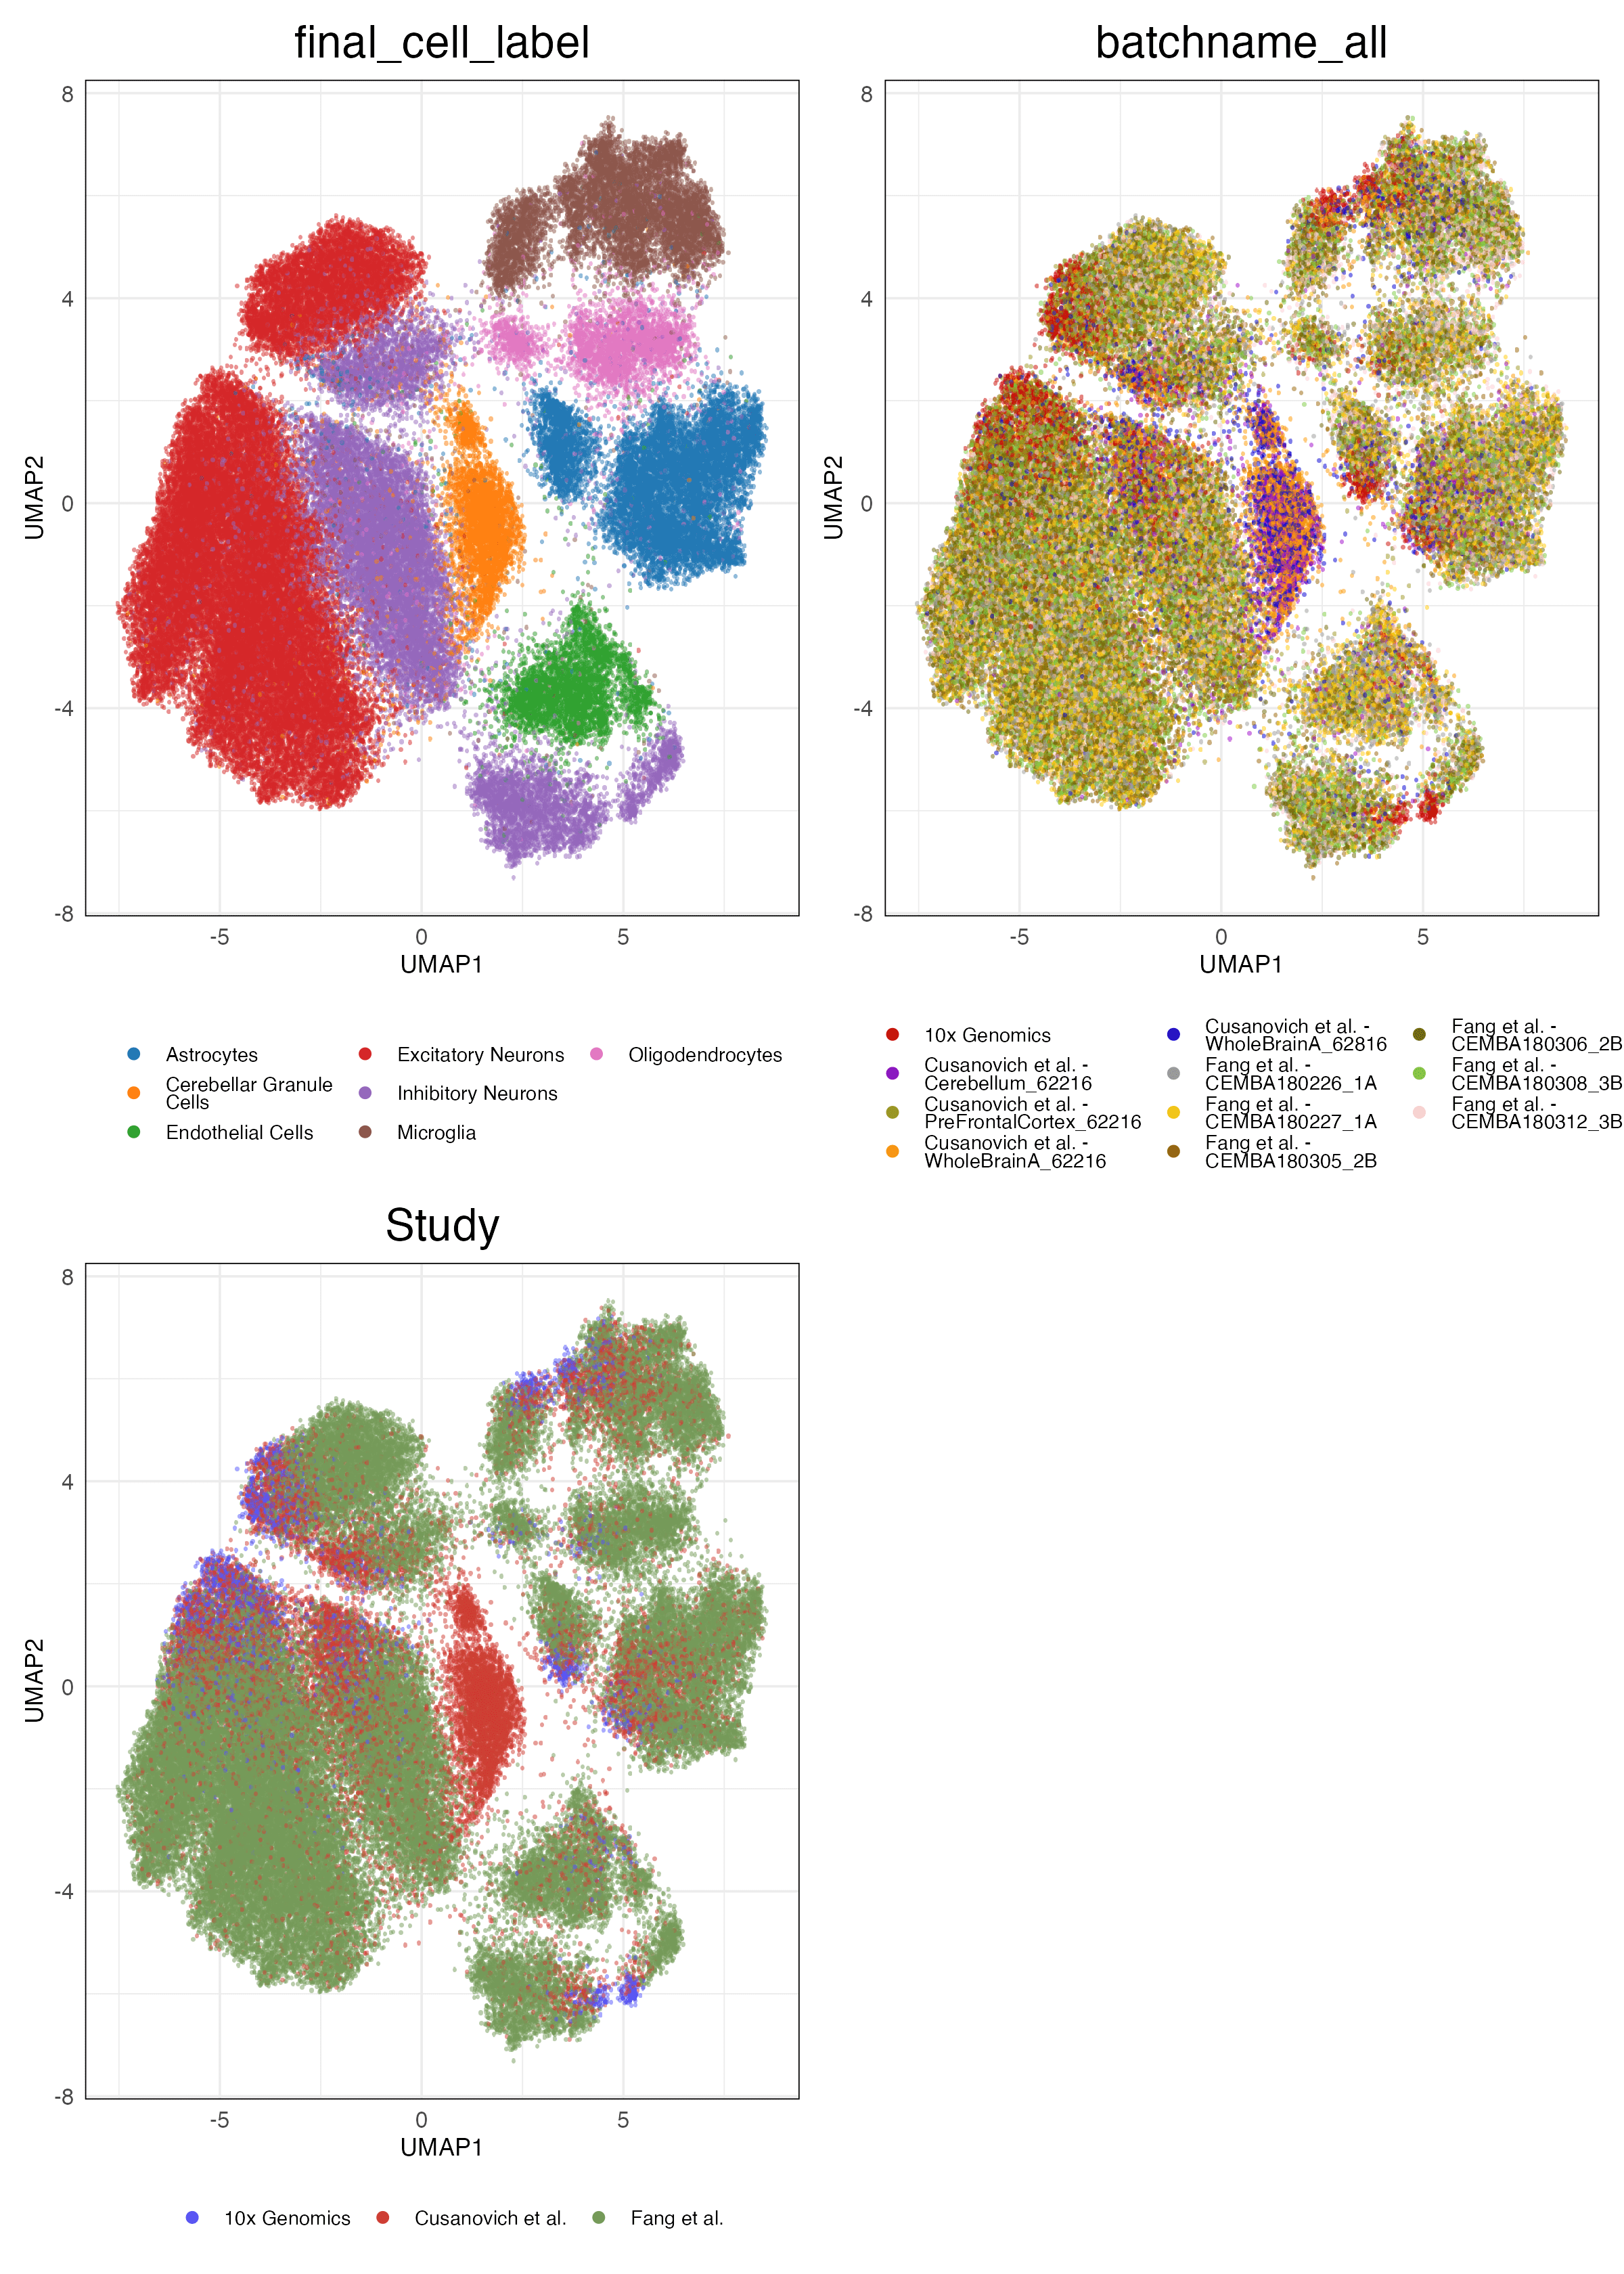 final_cell_label
batchname_all
8
4
0
-4
-8
UMAP2
-5
0
5
UMAP1
8
4
0
-4
-8
UMAP2
-5
0
5
UMAP1
Astrocytes
Cerebellar Granule
Cells
Endothelial Cells
Excitatory Neurons
Inhibitory Neurons
Microglia
Oligodendrocytes
10x Genomics
Cusanovich et al. -
Cerebellum_62216
Cusanovich et al. -
PreFrontalCortex_62216
Cusanovich et al. -
WholeBrainA_62216
Cusanovich et al. -
WholeBrainA_62816
Fang et al. -
CEMBA180226_1A
Fang et al. -
CEMBA180227_1A
Fang et al. -
CEMBA180305_2B
Fang et al. -
CEMBA180306_2B
Fang et al. -
CEMBA180308_3B
Fang et al. -
CEMBA180312_3B
Study
8
4
0
-4
-8
UMAP2
-5
0
5
UMAP1
10x Genomics
Cusanovich et al.
Fang et al.